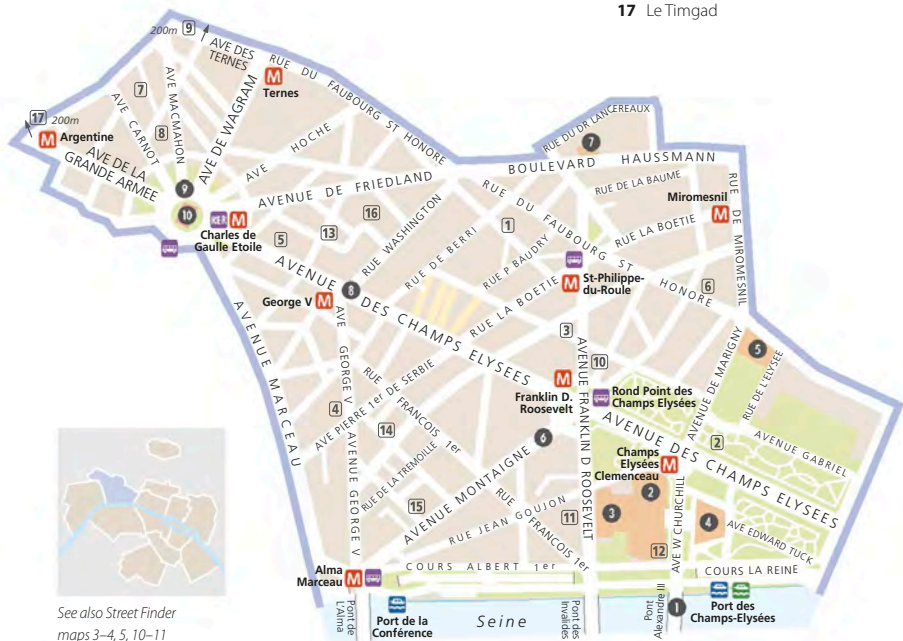 17 Le Timgad
200m 9
AVE DES
TERNES
RUE DU FAUBOURG ST HONORE
M
Ternes
7
AVE MACMAHON
AVE DE WAGRAM
17 200m
M Argentine
AVE CARNOT
8
AVE DE LA
GRANDE ARMEE
AVE HOCHE
9
10
RER M
Charles de
Gaulle Etoile
AVENUE DE FRIEDLAND
BOULEVARD HAUSSMANN
RUE DU DR LANCEREAUX
7
RUE DE LA BAUME
Miromesnil
M
RUE DE MIROMESNIL
16
13
5
RUE WASHINGTON
RUE DE BERRI
1
RUE P BAUDRY
RUE DU FAUBOURG ST HONORE
RUE LA BOETIE
M
St-Philippe-
du-Roule
6
George V M
8
AVENUE DES CHAMPS ELYSEES
RUE LA BOETIE
3
10
AVENUE DE MARIGNY
5
RUE DE L'ELYSEE
AVENUE MARCEAU
AVE GEORGE V
AVENUE GEORGE V
AVE PIERRE 1er DE SERBIE
RUE FRANCOIS 1er
M
Franklin D.
Roosevelt
Rond Point des
Champs Elysées
AVENUE FRANKLIN D ROOSEVELT
4
14
RUE DE LA TREMOILLE
6
AVENUE MONTAIGNE
RUE FRANCOIS 1er
AVENUE DES CHAMPS ELYSEES
2
AVENUE GABRIEL
Champs
Elysées
Clemenceau
M
2
3
4
15
RUE JEAN GOUJON
11
12
AVE W CHURCHILL
AVE EDWARD TUCK
Alma
Marceau
M
COURS ALBERT 1er
COURS LA REINE
Pont de
L'Alma
Port de la
Conférence
Seine
Pont des
Invalides
Pont
Alexandre III
1
Port des
Champs-Elysées
See also Street Finder
maps 3–4, 5, 10–11